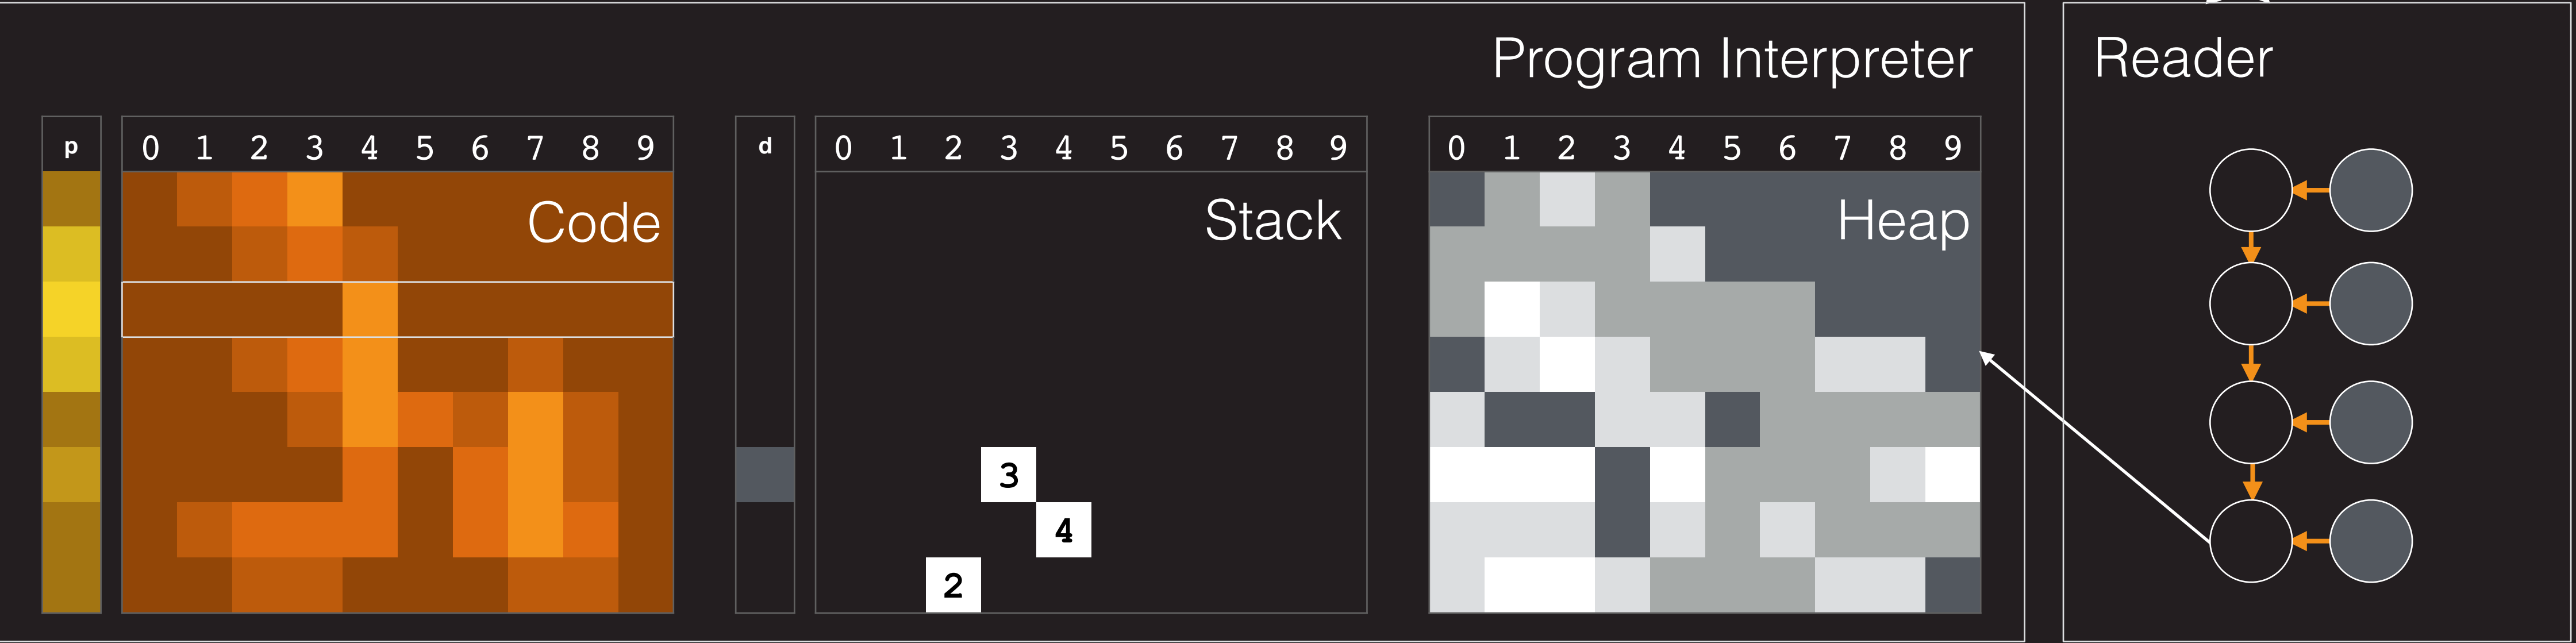 Program Interpreter
Reader
p
0 1 2 3 4 5 6 7 8 9
d
0 1 2 3 4 5 6 7 8 9
0 1 2 3 4 5 6 7 8 9
Code
Stack
Heap
3
4
2